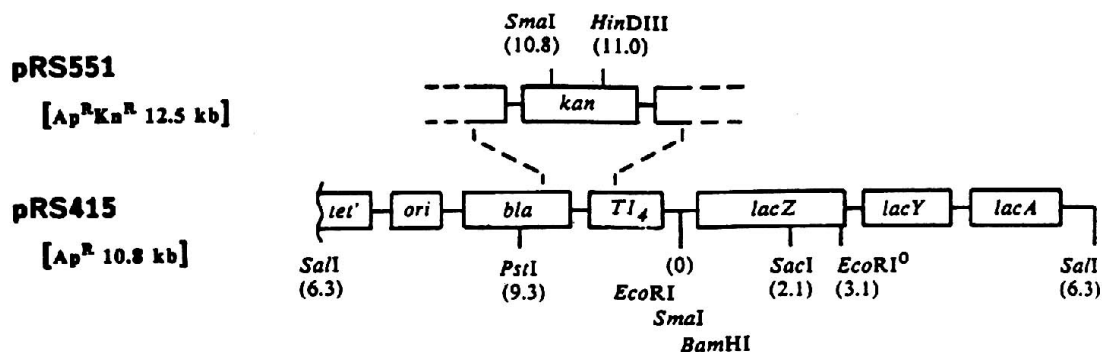 SmaI HinDIII
(10.8) (11.0)
pRS551
kan
[Ap^R Kn^R 12.5 kb]
pRS415
tet' ori bla TI₄ lacZ lacY lacA
[Ap^R 10.8 kb]
SalI PstI (0) SacI EcoRI^O SalI
(6.3) (9.3) EcoRI (2.1) (3.1) (6.3)
SmaI
BamHI